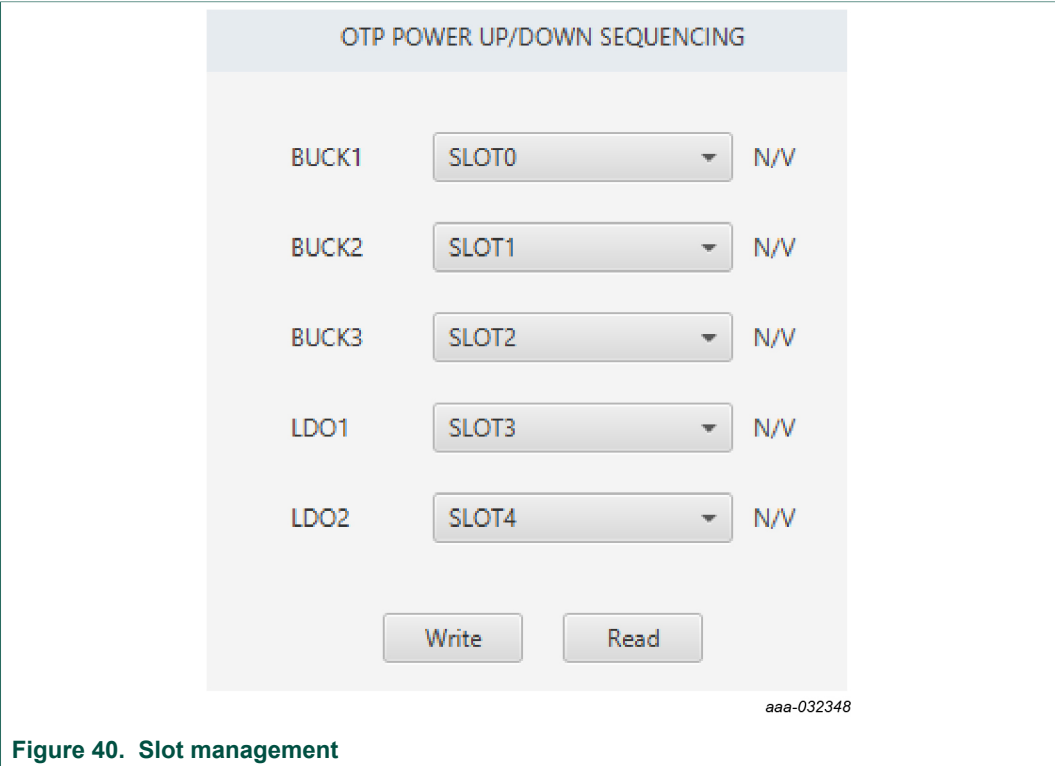 OTP POWER UP/DOWN SEQUENCING
BUCK1 SLOT0 N/V
BUCK2 SLOT1 N/V
BUCK3 SLOT2 N/V
LDO1 SLOT3 N/V
LDO2 SLOT4 N/V
Write Read
aaa-032348
Figure 40. Slot management